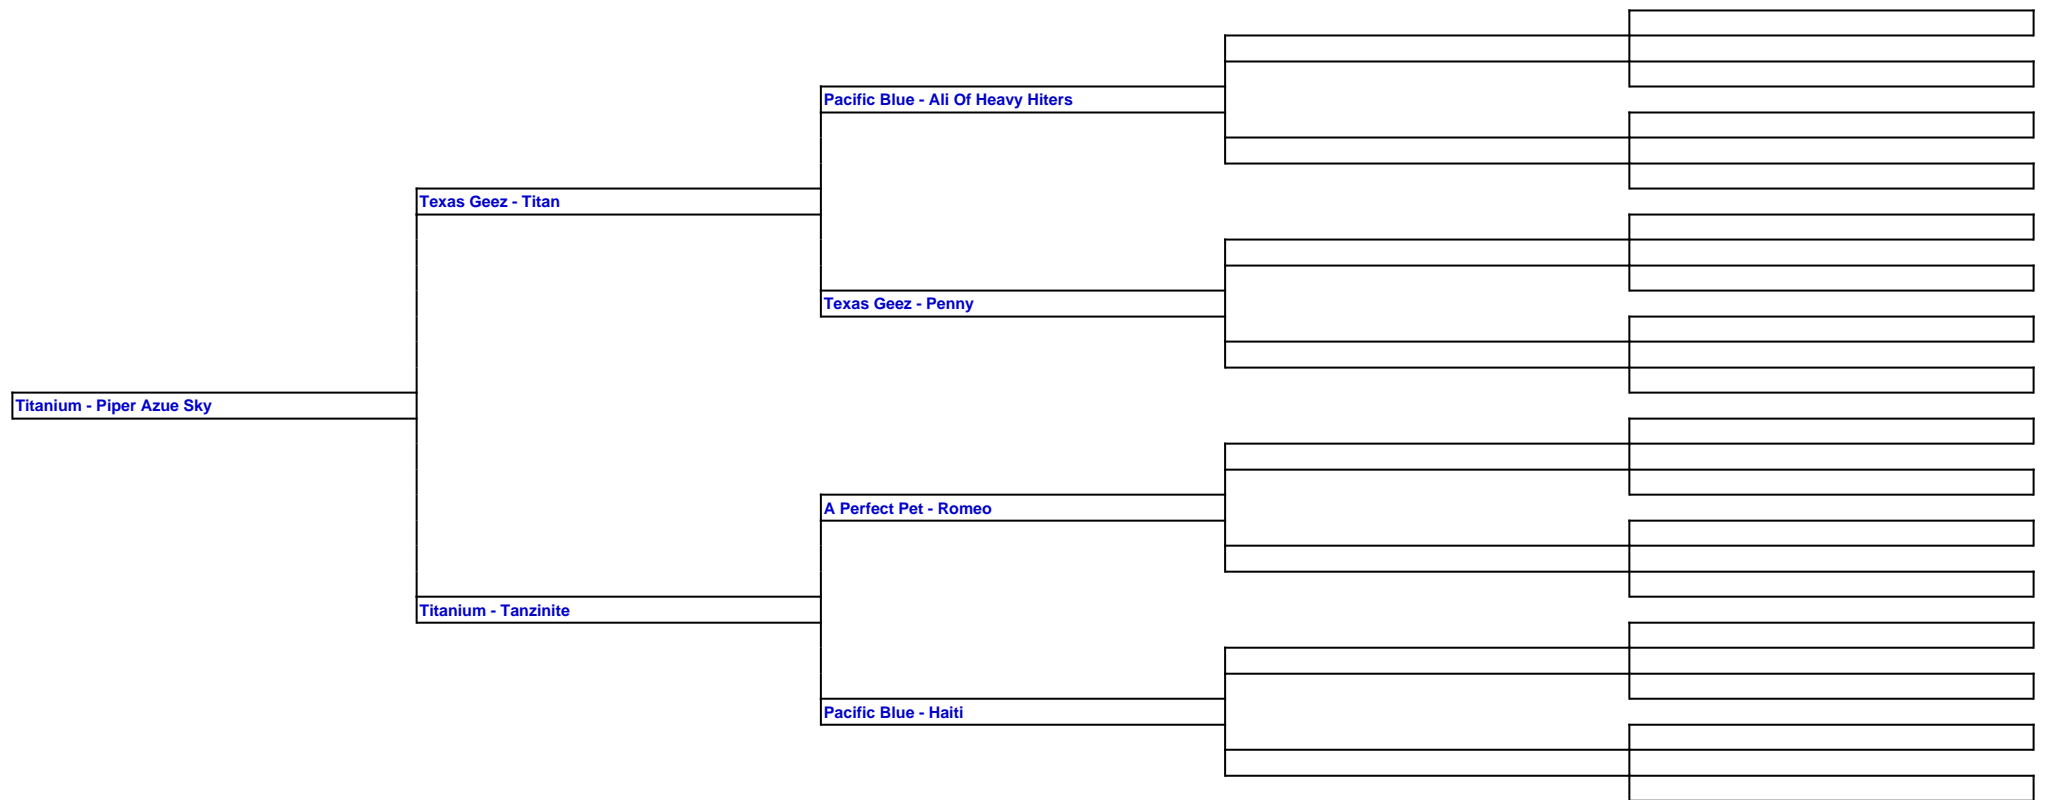 Pacific Blue - Ali Of Heavy Hiters
Texas Geez - Titan
Texas Geez - Penny
Titanium - Piper Azue Sky
A Perfect Pet - Romeo
Titanium - Tanzinite
Pacific Blue - Haiti